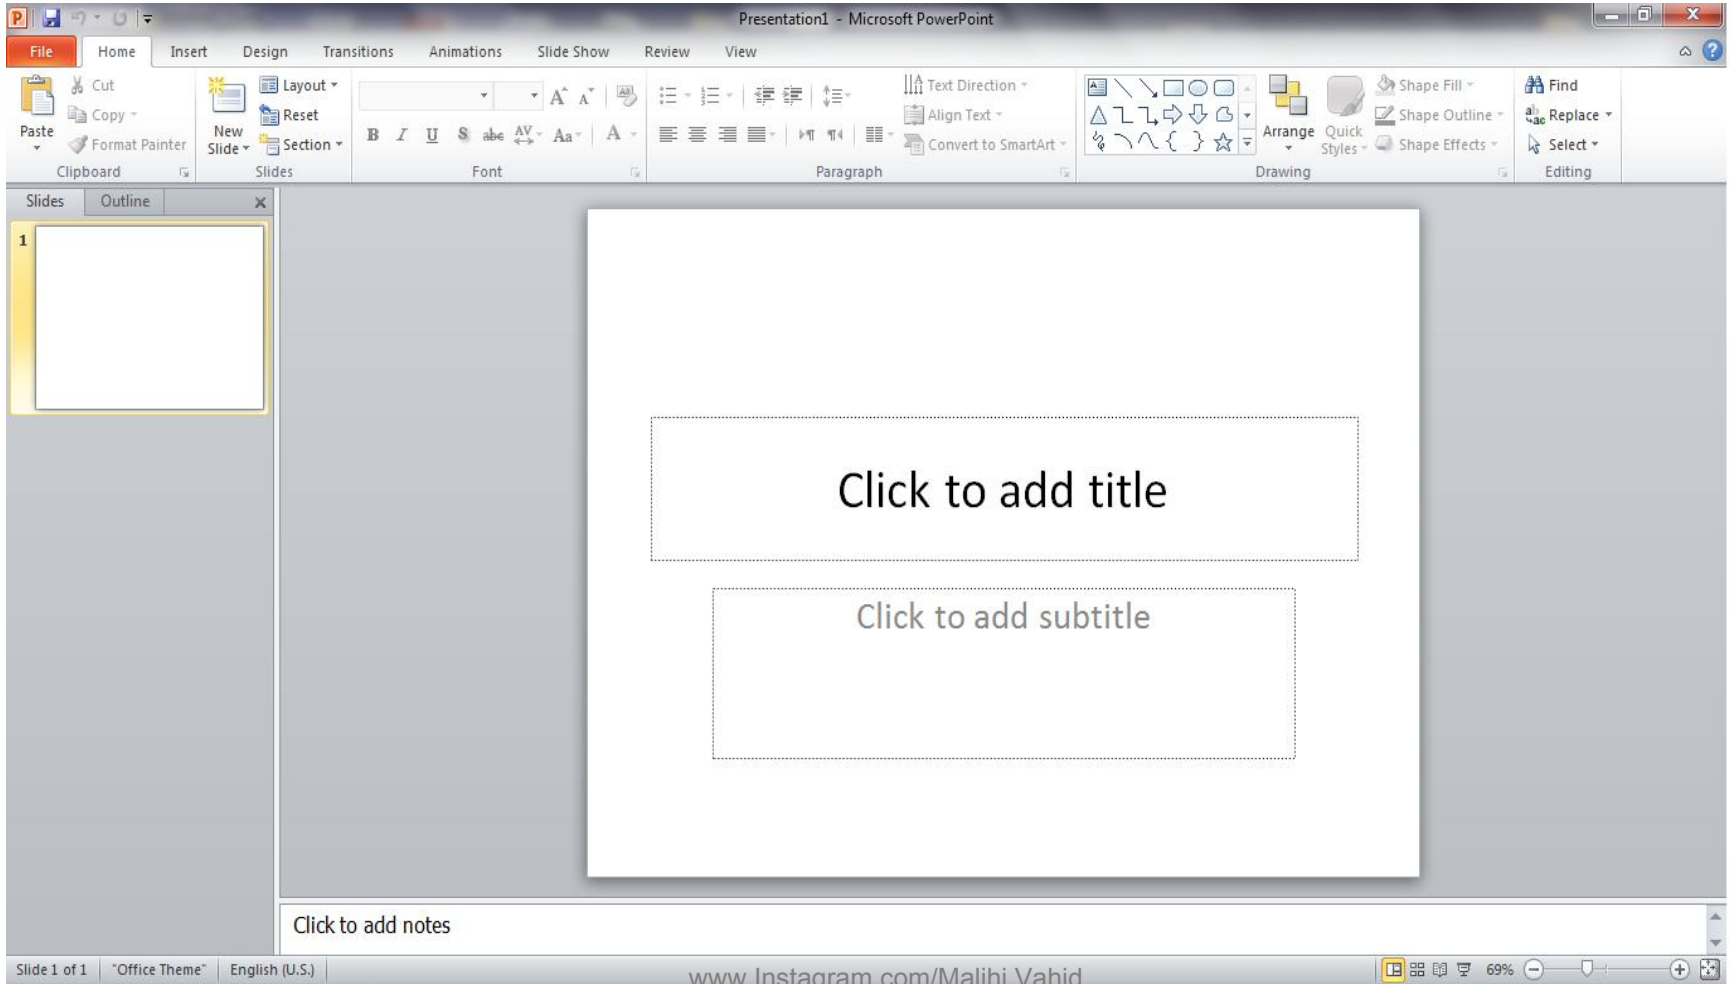 Presentation1 - Microsoft PowerPoint
File Home Insert Design Transitions Animations Slide Show Review View
Paste
Cut
Copy
Format Painter
Clipboard
New Slide
Layout
Reset
Section
Slides
Font
Text Direction
Align Text
Convert to SmartArt
Paragraph
Arrange
Quick Styles
Shape Fill
Shape Outline
Shape Effects
Drawing
Find
Replace
Select
Editing
Slides Outline
1
Click to add title
Click to add subtitle
Click to add notes
Slide 1 of 1 "Office Theme" English (U.S.) 69%
www.Instagram.com/Malihi.Vahid